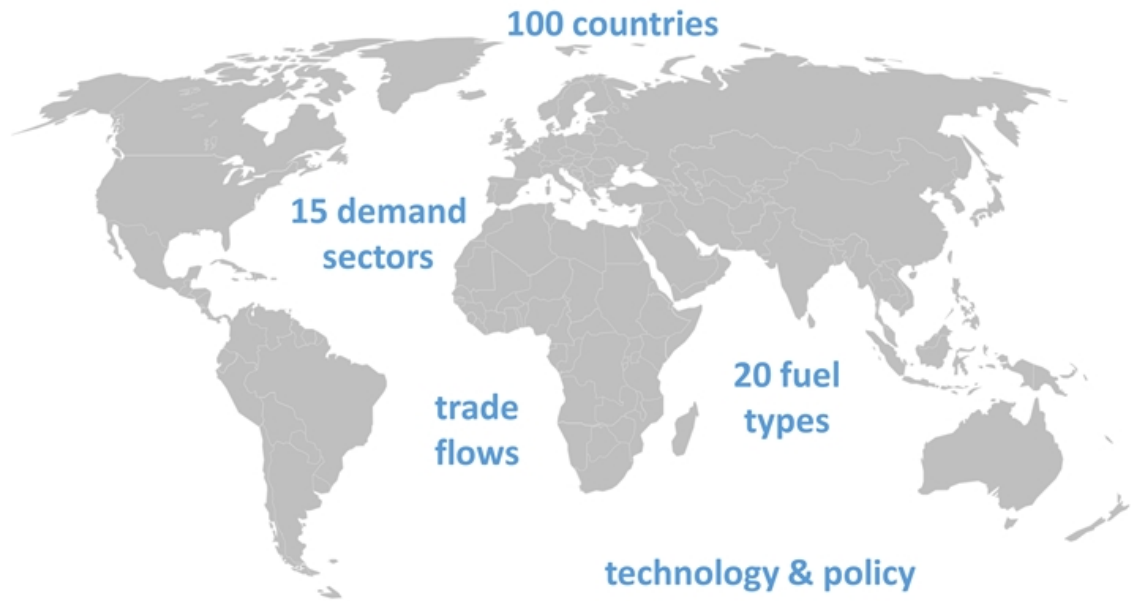 100 countries
15 demand
sectors
20 fuel
types
trade
flows
technology & policy